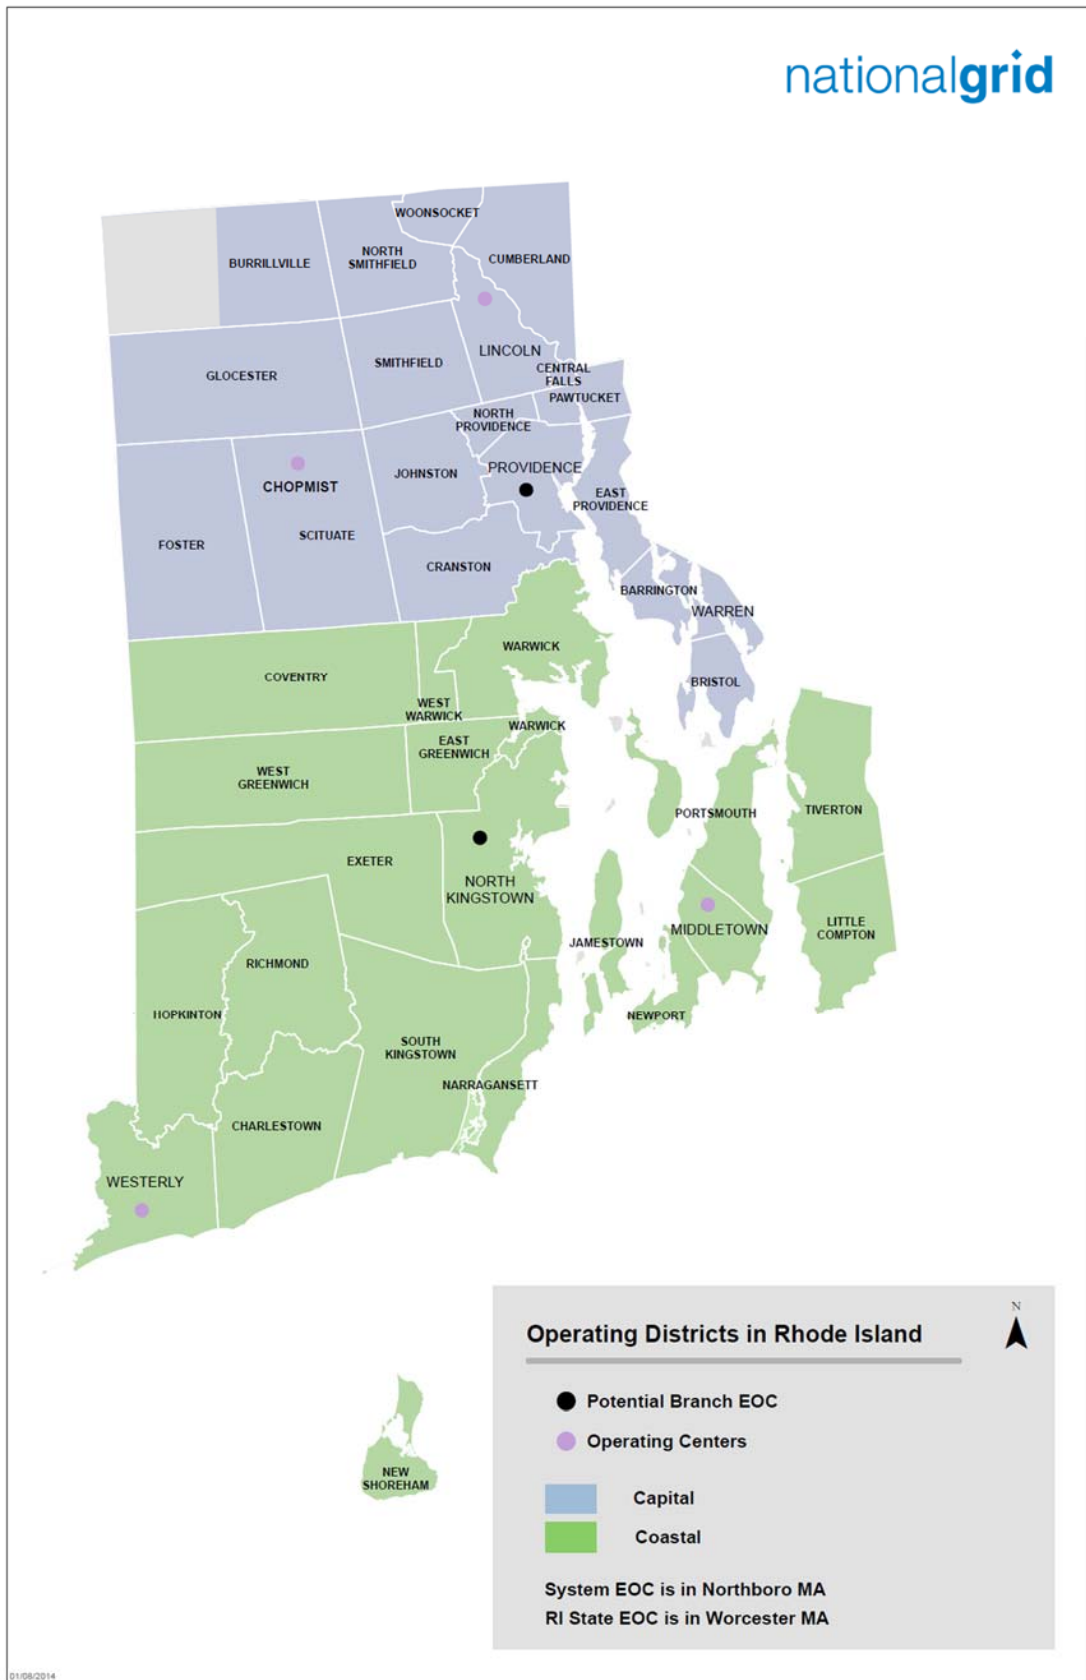 nationalgrid
WOONSOCKET
BURRILLVILLE
NORTH
SMITHFIELD
CUMBERLAND
LINCOLN
SMITHFIELD
GLOCESTER
CENTRAL
FALLS
PAWTUCKET
NORTH
PROVIDENCE
PROVIDENCE
JOHNSTON
CHOPMIST
EAST
PROVIDENCE
SCITUATE
FOSTER
CRANSTON
BARRINGTON
WARREN
WARWICK
COVENTRY
BRISTOL
WEST
WARWICK
WARWICK
EAST
GREENWICH
WEST
GREENWICH
PORTSMOUTH
TIVERTON
EXETER
NORTH
KINGSTOWN
LITTLE
COMPTON
MIDDLETOWN
JAMESTOWN
RICHMOND
HOPKINTON
NEWPORT
SOUTH
KINGSTOWN
NARRAGANSETT
CHARLESTOWN
WESTERLY
NEW
SHOREHAM
N
Operating Districts in Rhode Island
Potential Branch EOC
Operating Centers
Capital
Coastal
System EOC is in Northboro MA
RI State EOC is in Worcester MA
01/08/2014